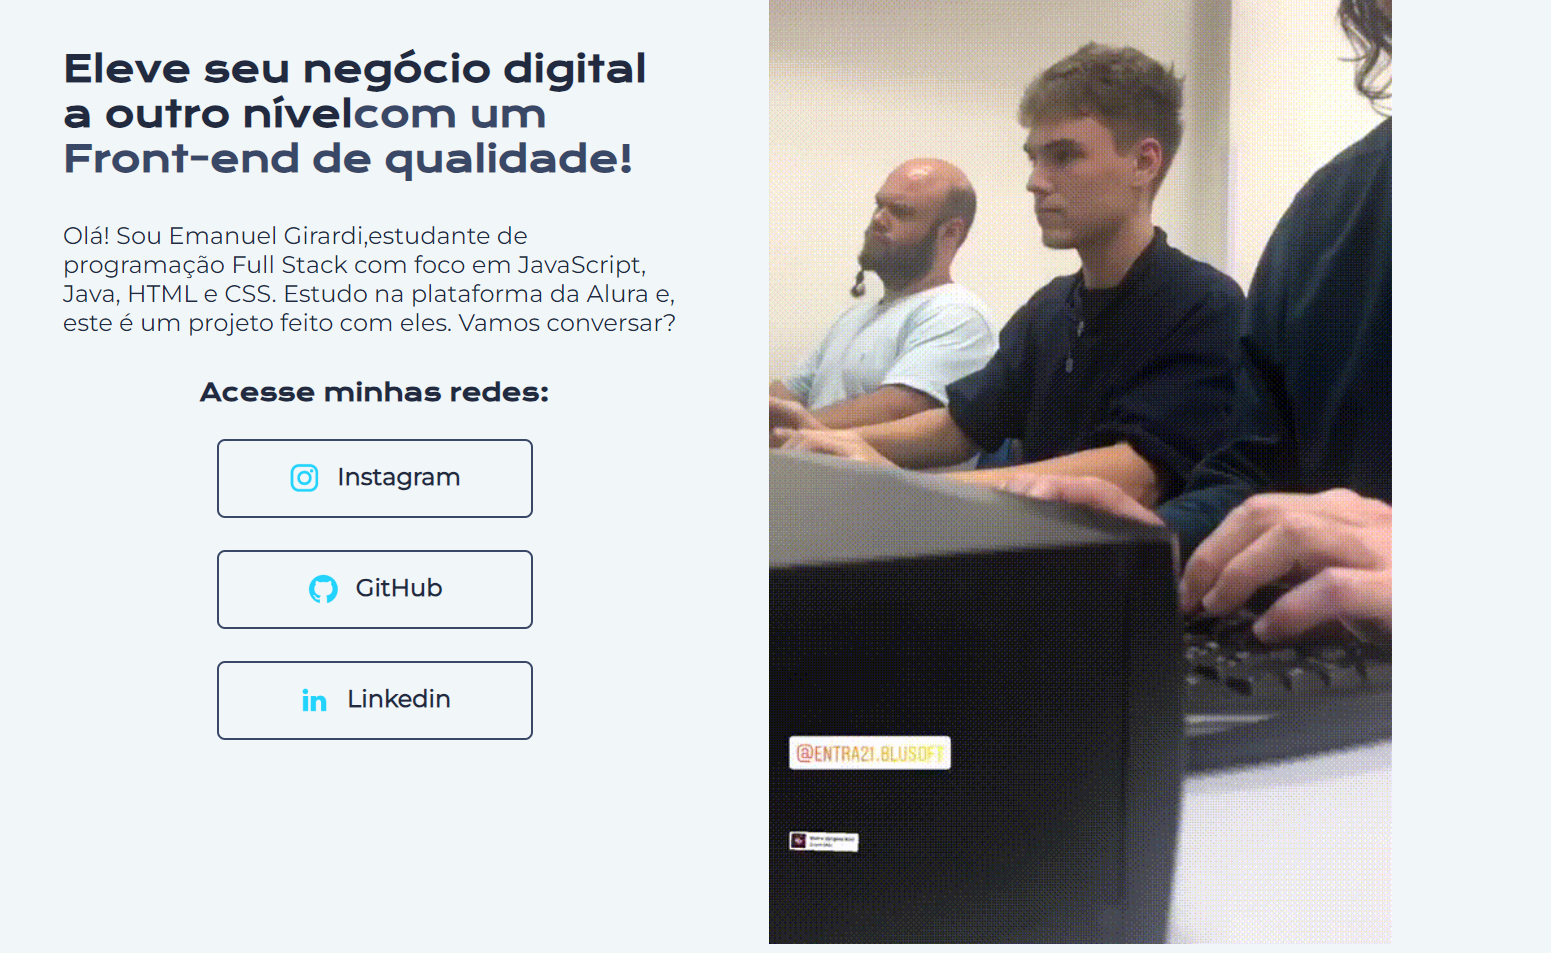 Eleve seu negócio digital
a outro nívelcom um
Front-end de qualidade!
Olá! Sou Emanuel Girardi,estudante de
programação Full Stack com foco em JavaScript,
Java, HTML e CSS. Estudo na plataforma da Alura e,
este é um projeto feito com eles. Vamos conversar?
Acesse minhas redes:
Instagram
GitHub
Linkedin
@ENTRA21.BLUSOFT